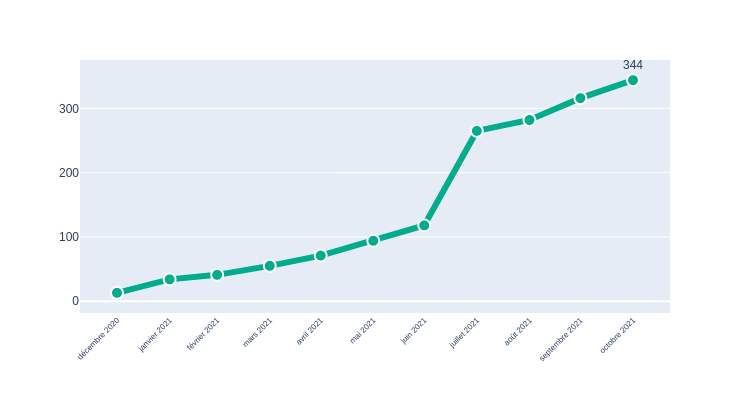 344
300
200
100
0
décembre 2020
janvier 2021
février 2021
mars 2021
avril 2021
mai 2021
juin 2021
juillet 2021
août 2021
septembre 2021
octobre 2021